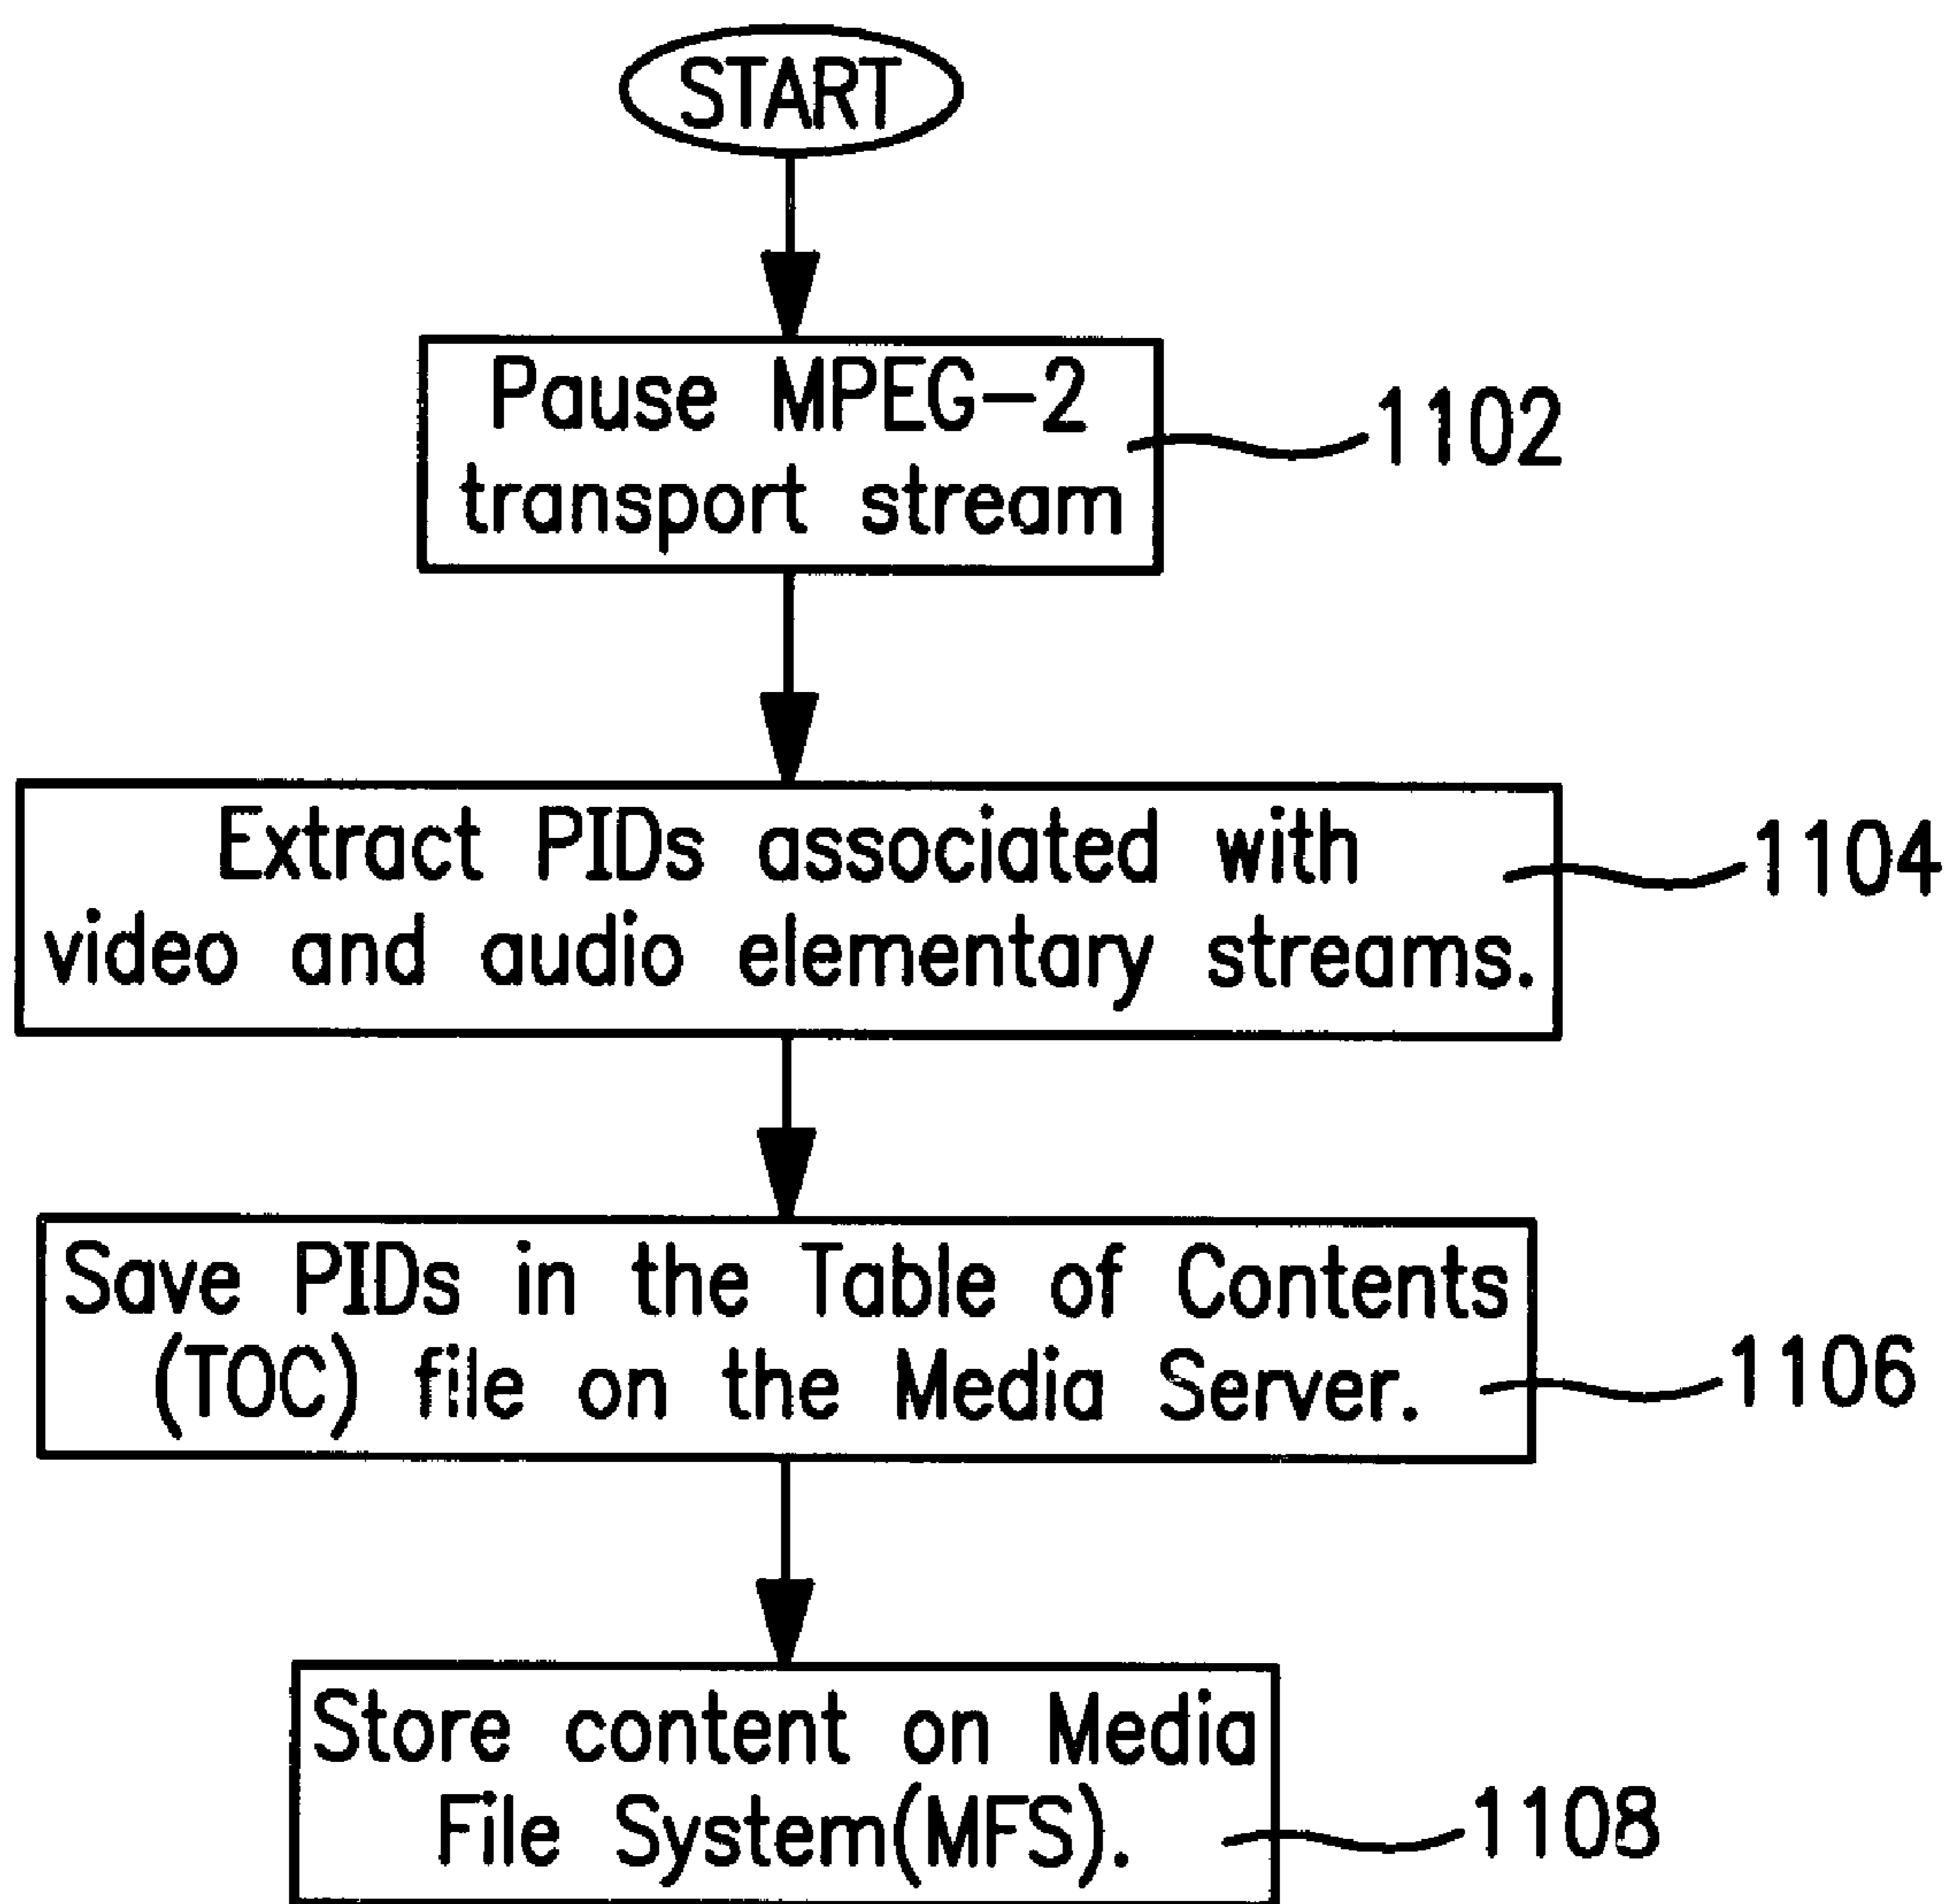 START
Pause MPEG-2
transport stream
1102
Extract PIDs associated with
video and audio elementary streams.
1104
Save PIDs in the Table of Contents
(TOC) file on the Media Server.
1106
Store content on Media
File System(MFS).
1108